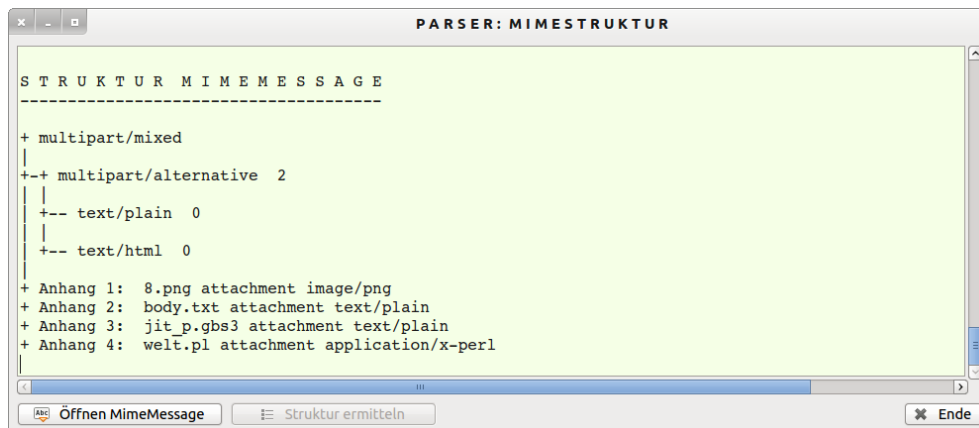 PARSER: MIMESTRUKTUR
S T R U K T U R  M I M E M E S S A G E
--------------------------------------
+ multipart/mixed
|
+-+ multipart/alternative  2
| |
| +-- text/plain  0
| |
| +-- text/html  0
|
+ Anhang 1:  8.png attachment image/png
+ Anhang 2:  body.txt attachment text/plain
+ Anhang 3:  jit_p.gbs3 attachment text/plain
+ Anhang 4:  welt.pl attachment application/x-perl
Abc Öffnen MimeMessage Struktur ermitteln Ende